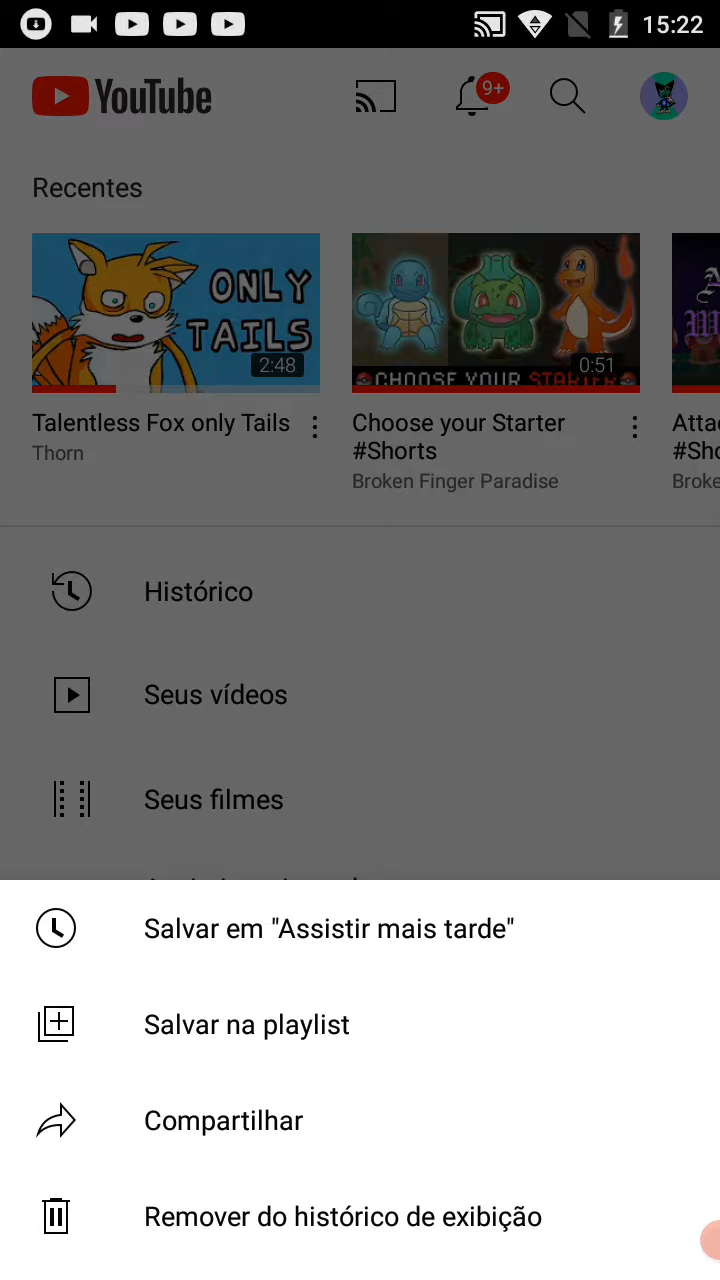 15:22
YouTube
9+
Recentes
ONLY
TAILS
2:48
0:51
CHOOSE YOUR STARTER
Talentless Fox only Tails
Thorn
Choose your Starter
#Shorts
Broken Finger Paradise
Histórico
Seus vídeos
Seus filmes
Salvar em "Assistir mais tarde"
Salvar na playlist
Compartilhar
Remover do histórico de exibição